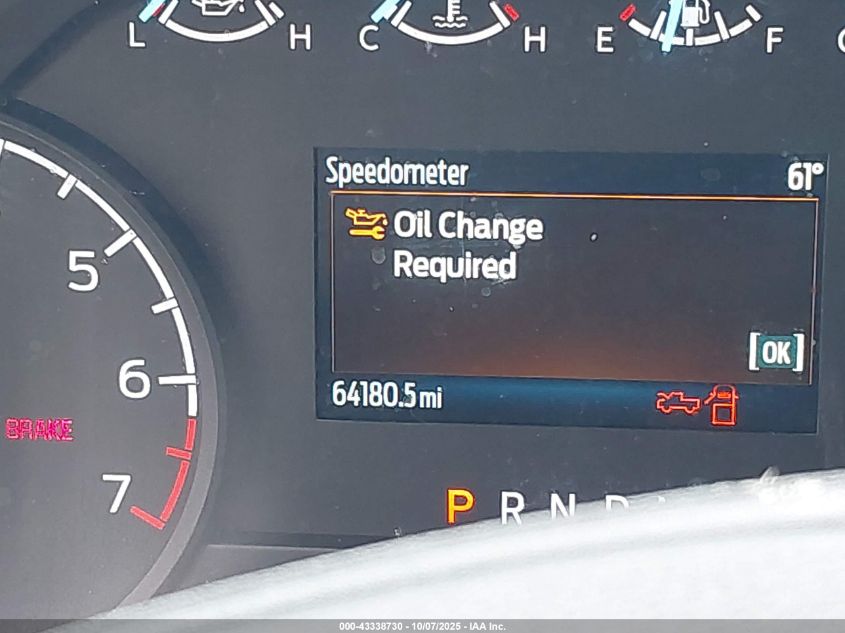 L H C H E F
Speedometer 61°
Oil Change
Required
[OK]
64180.5 mi
5
6
BRAKE
7
P R N D
000-43338730 - 10/07/2025 - IAA Inc.